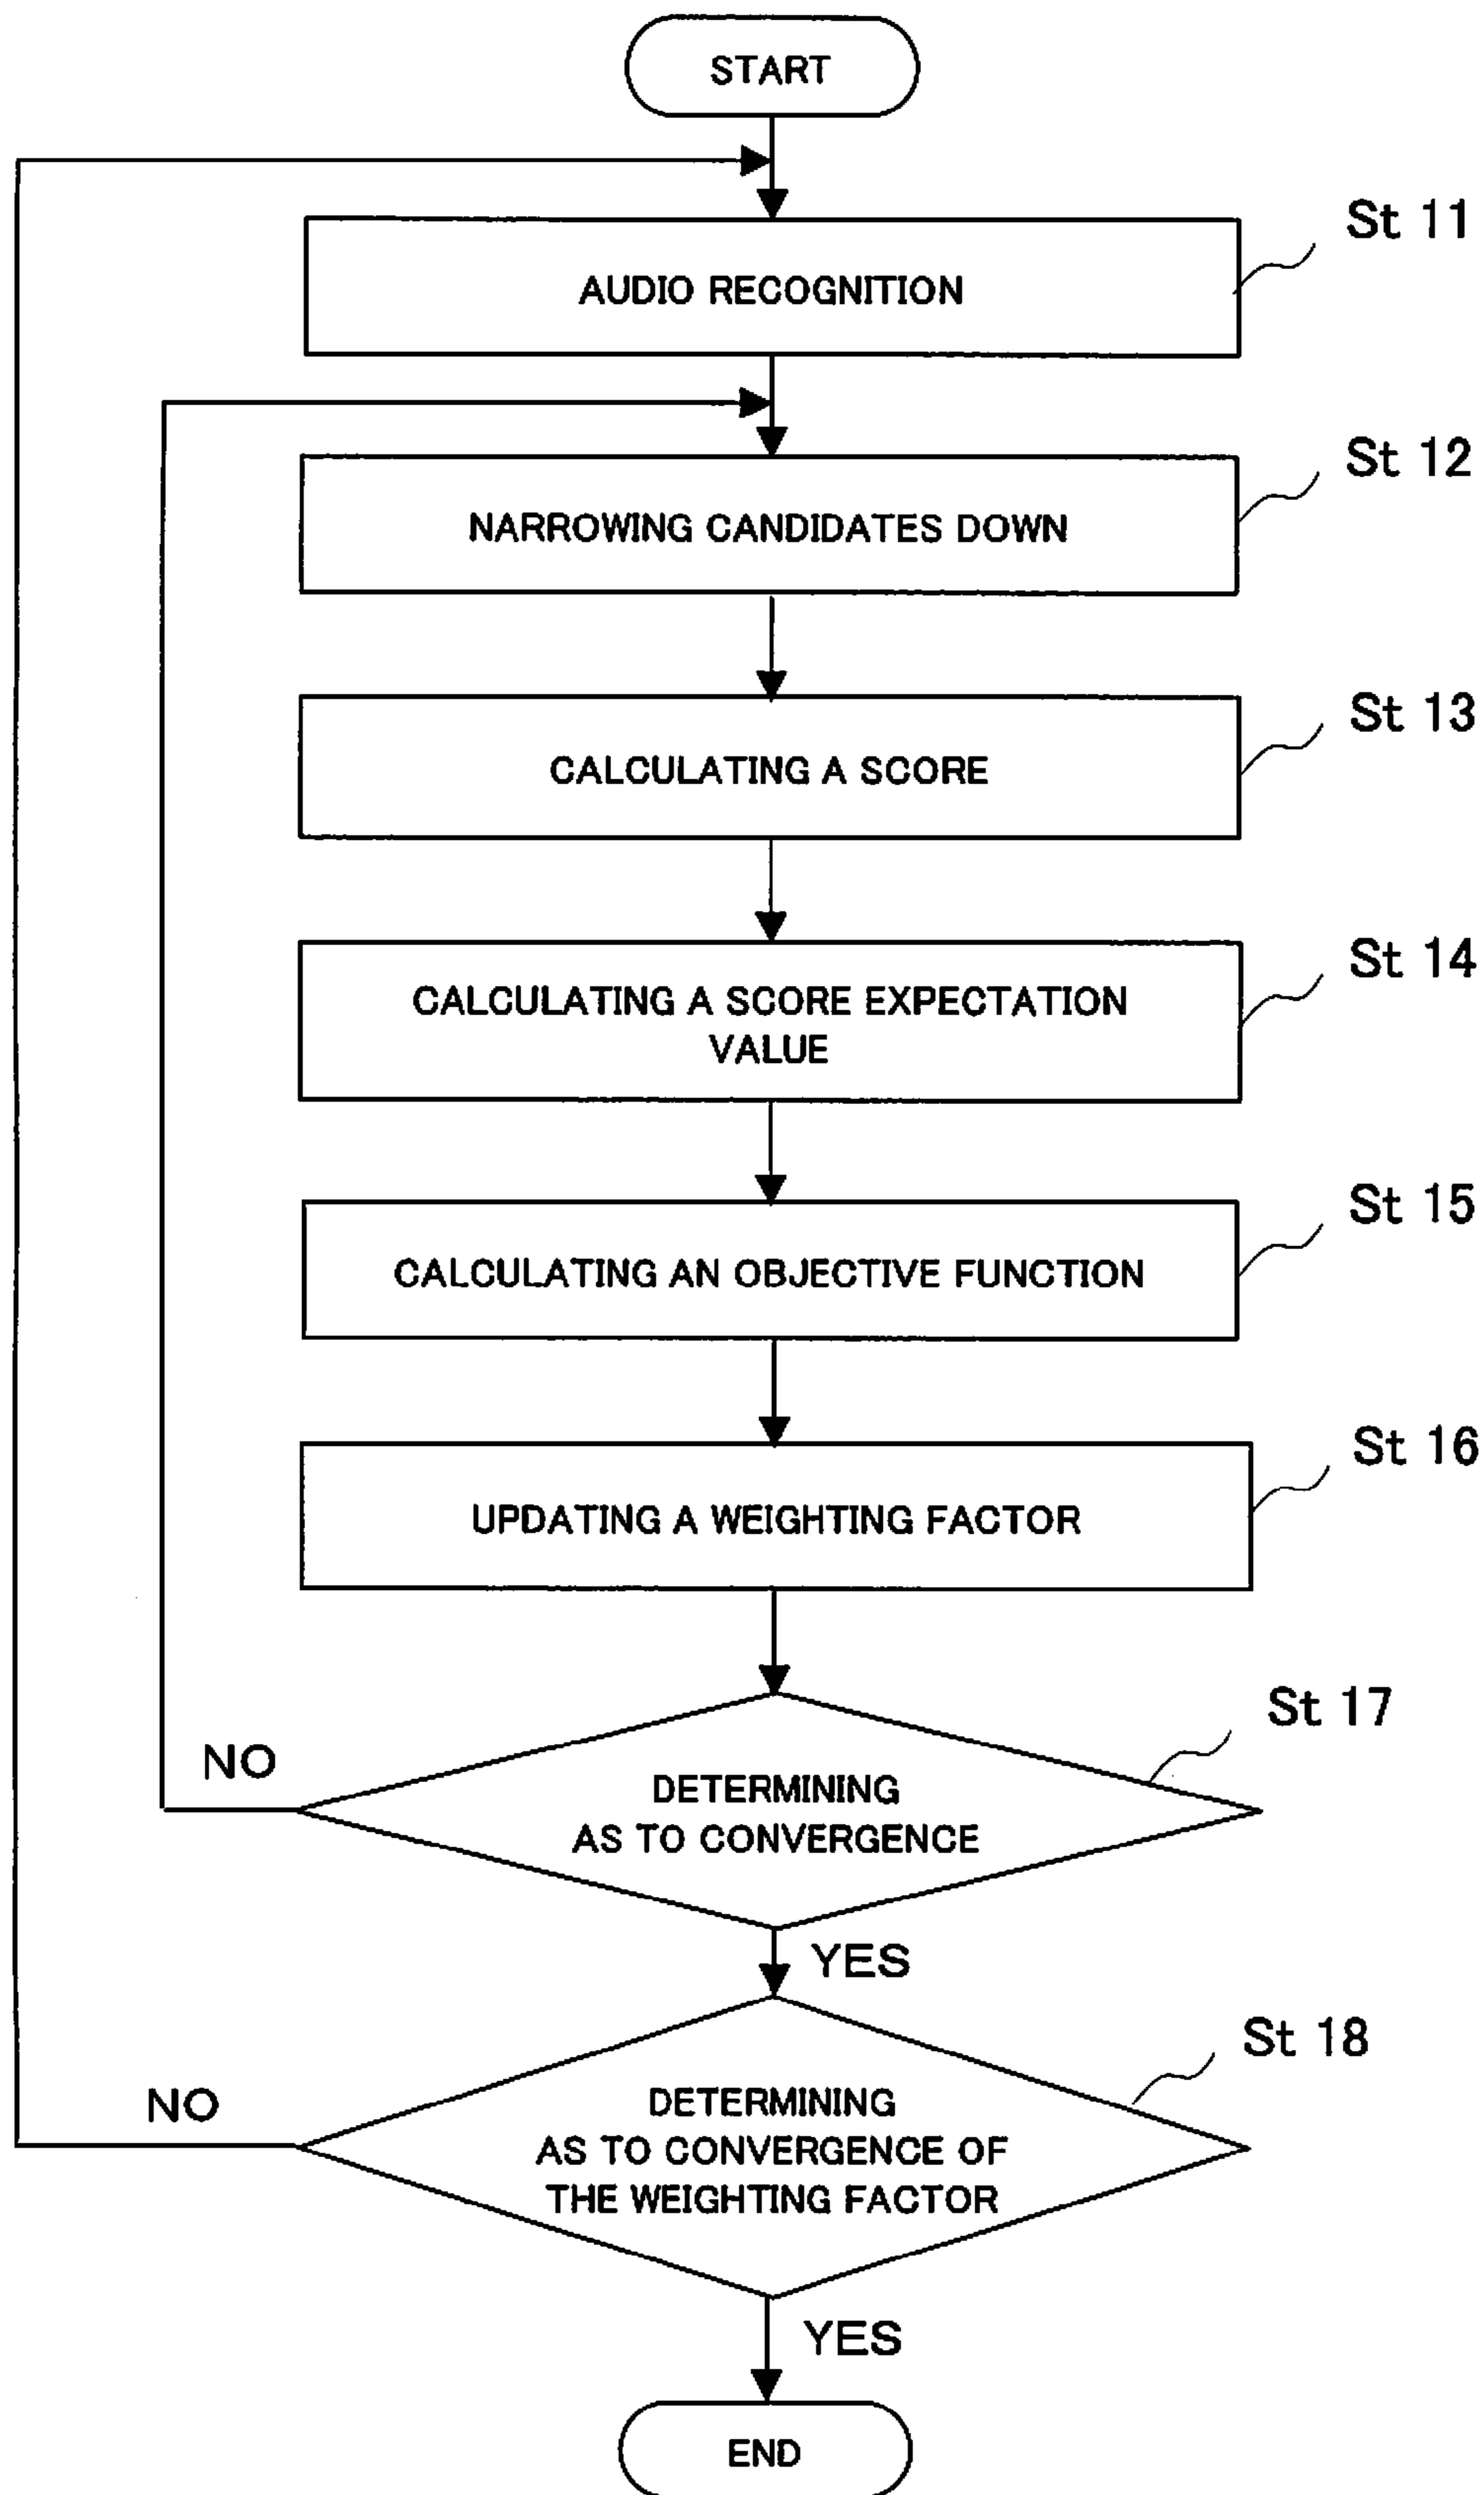 START
St 11
AUDIO RECOGNITION
St 12
NARROWING CANDIDATES DOWN
St 13
CALCULATING A SCORE
St 14
CALCULATING A SCORE EXPECTATION
VALUE
St 15
CALCULATING AN OBJECTIVE FUNCTION
St 16
UPDATING A WEIGHTING FACTOR
St 17
NO
DETERMINING
AS TO CONVERGENCE
YES
St 18
NO
DETERMINING
AS TO CONVERGENCE OF
THE WEIGHTING FACTOR
YES
END